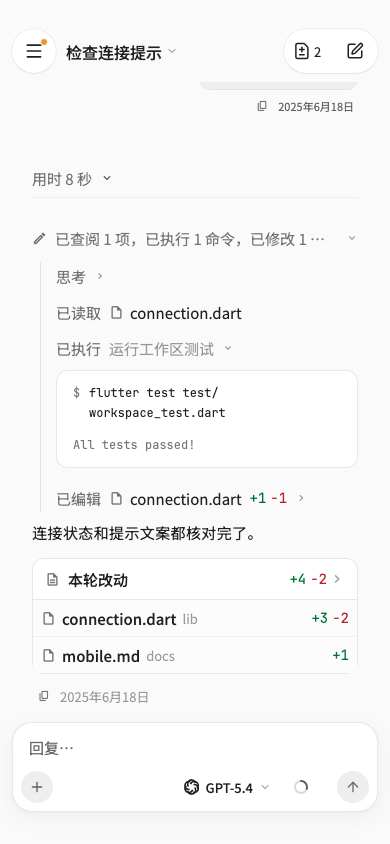 检查连接提示
2
2025年6月18日
用时 8 秒
已查阅 1 项，已执行 1 命令，已修改 1 …
思考
已读取 connection.dart
已执行 运行工作区测试
$ flutter test test/
workspace_test.dart
All tests passed!
已编辑 connection.dart +1 -1
连接状态和提示文案都核对完了。
本轮改动 +4 -2
connection.dart lib +3 -2
mobile.md docs +1
2025年6月18日
回复…
GPT-5.4